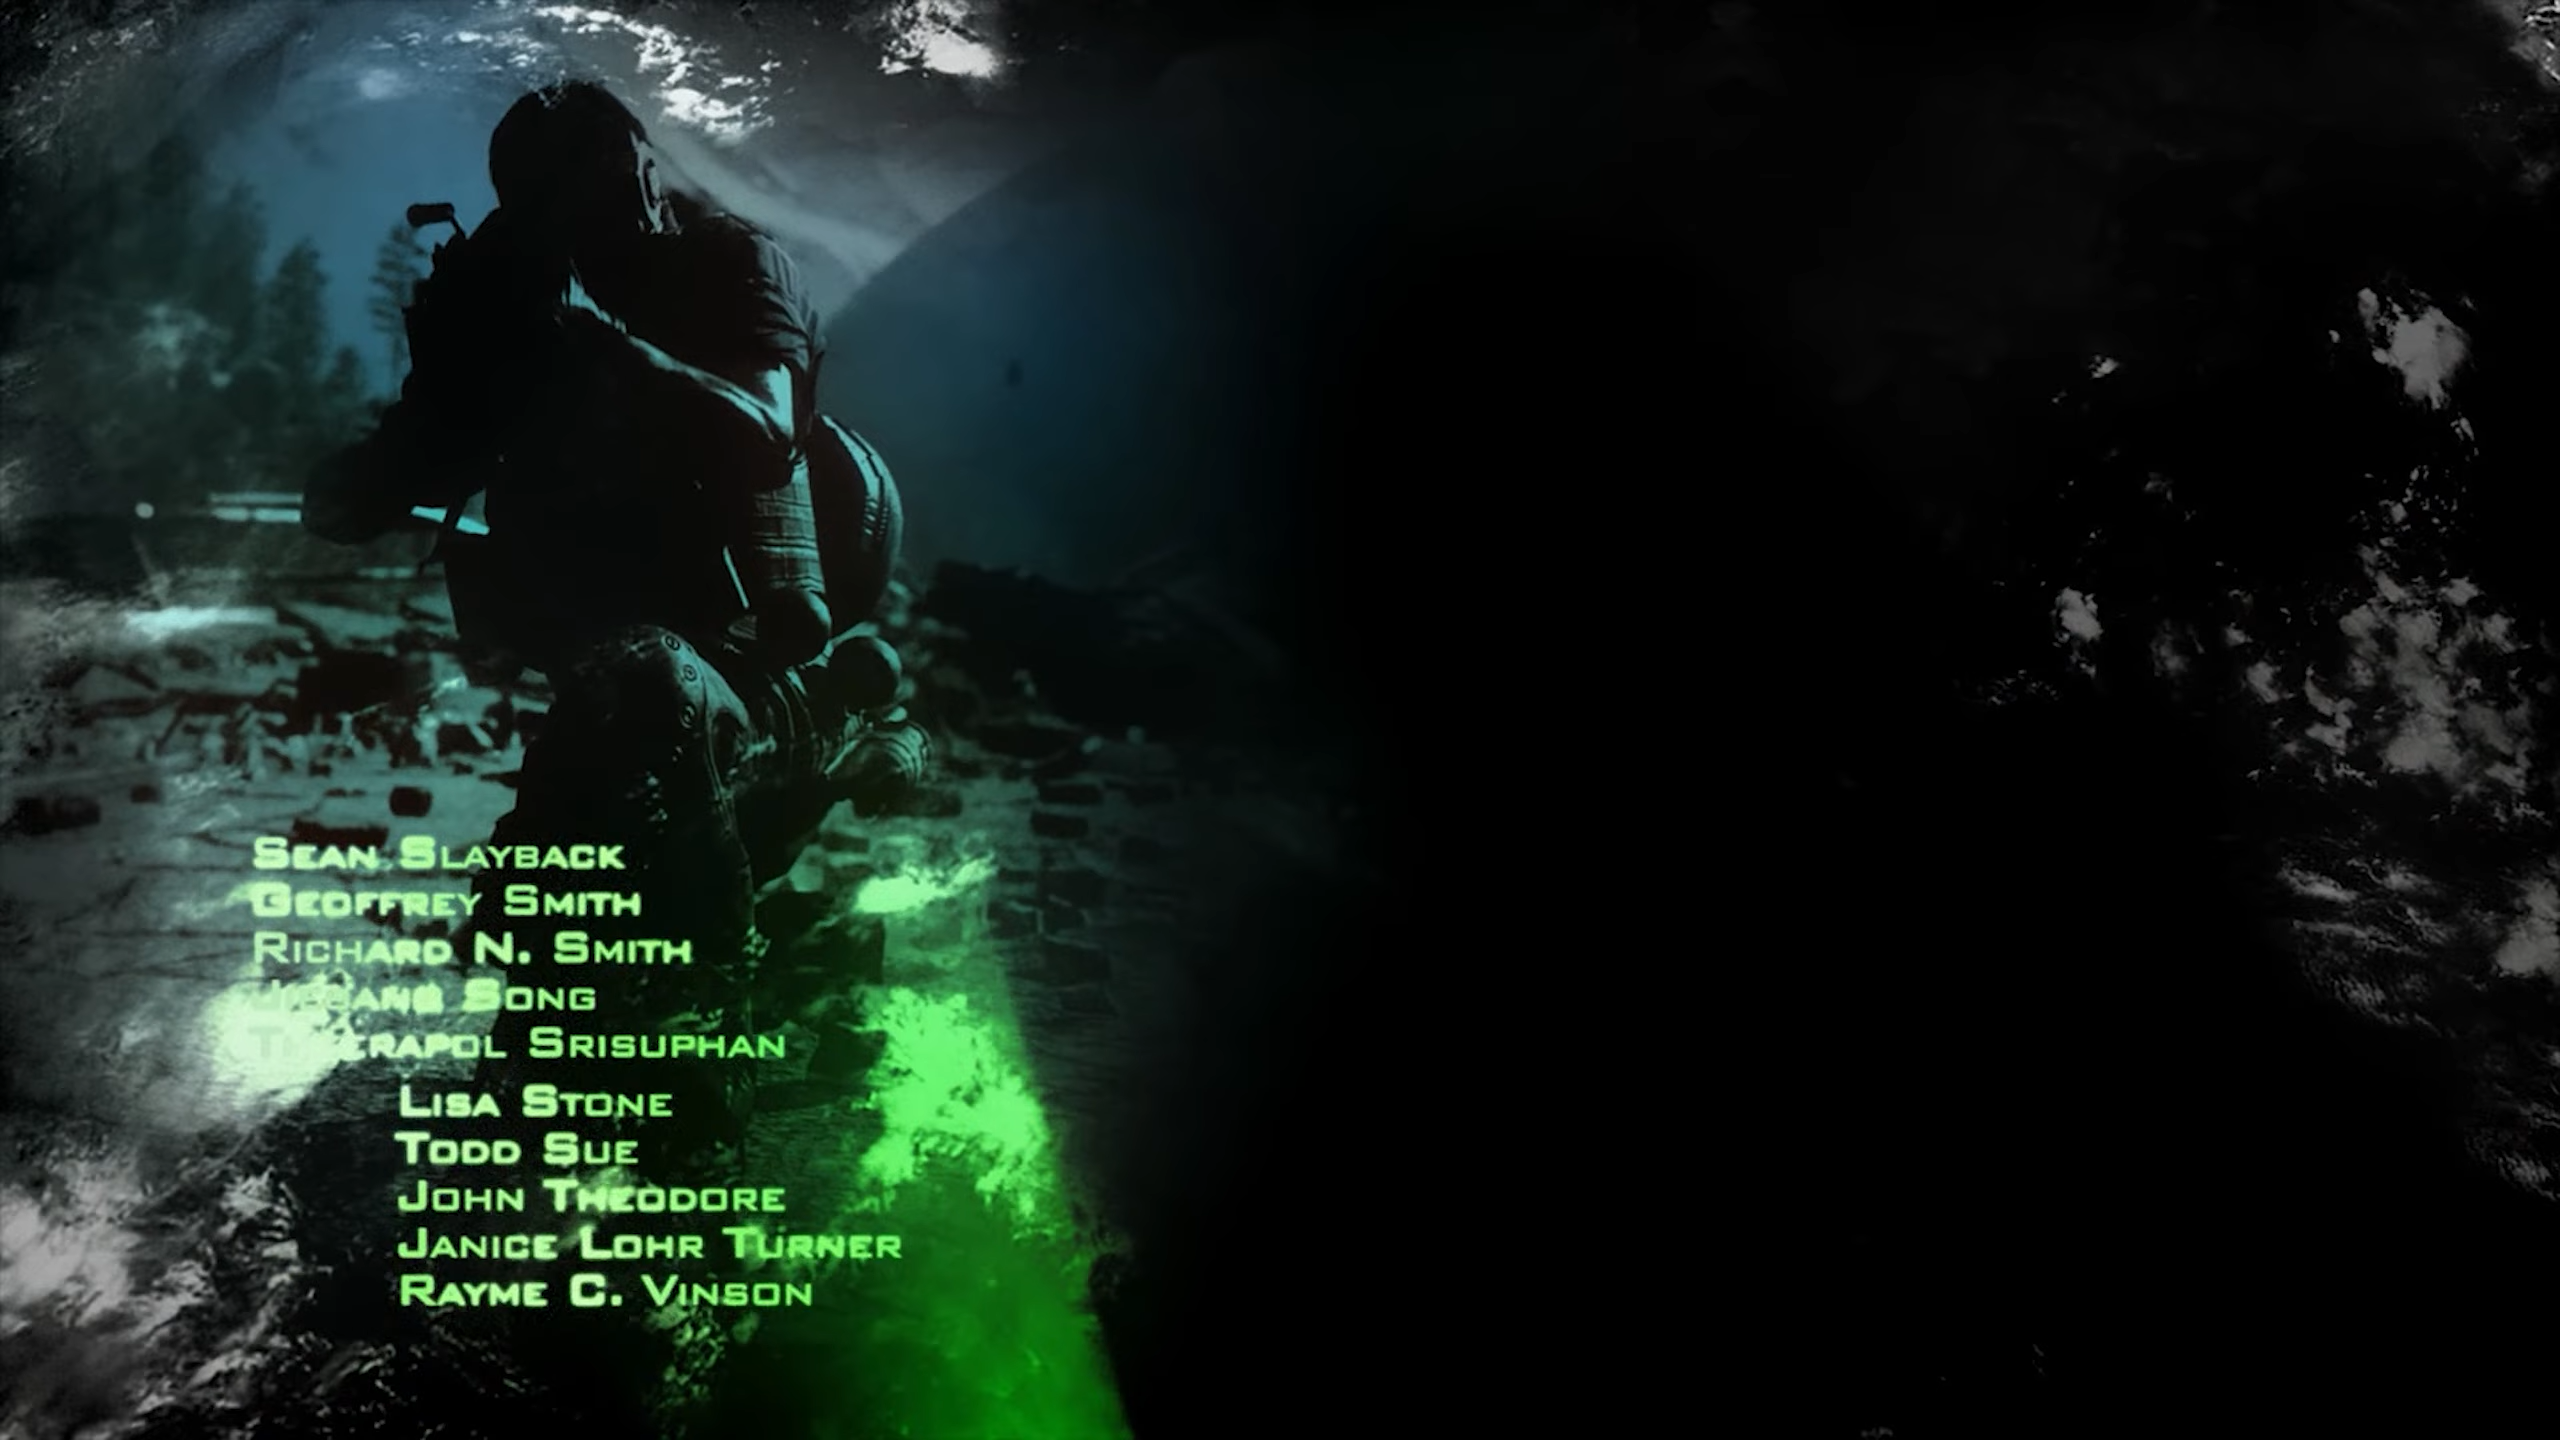 Sean Slayback
Geoffrey Smith
Richard N. Smith
Song
Theerapol Srisuphan
Lisa Stone
Todd Sue
John Theodore
Janice Lohr Turner
Rayme C. Vinson